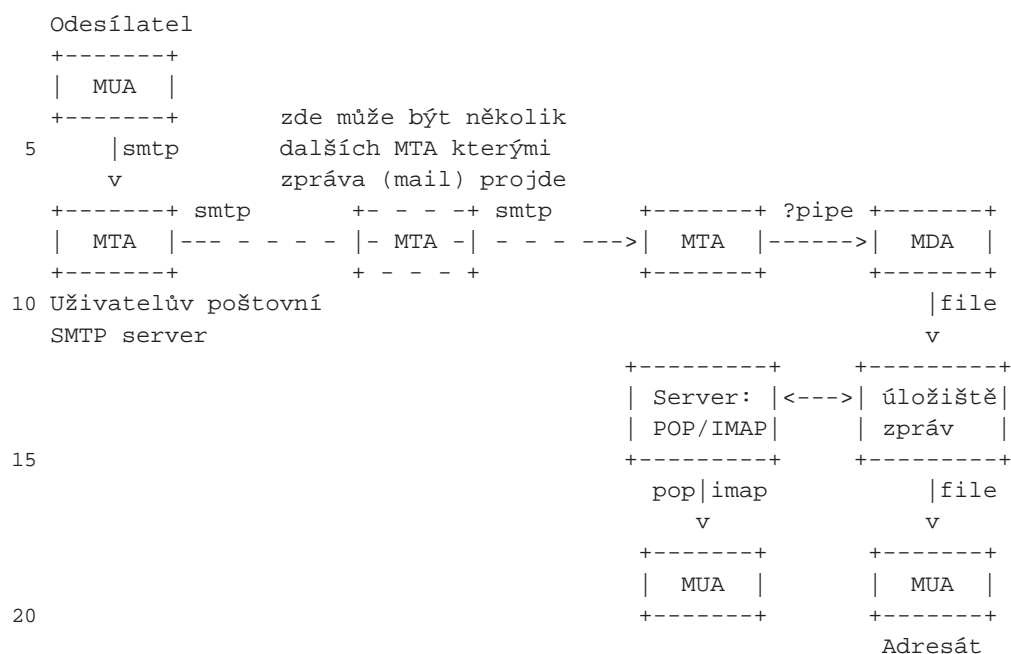 Odesílatel
+-------+
|  MUA  |
+-------+       zde může být několik
 5      |smtp       dalších MTA kterými
        v           zpráva (mail) projde
   +-------+ smtp       +- - - -+ smtp      +-------+ ?pipe +-------+
   |  MTA  |--- - - - - |- MTA -| - - - --->|  MTA  |------>|  MDA  |
   +-------+            + - - - +           +-------+       +-------+
10 Uživatelův poštovní                                          |file
   SMTP server                                                  v
                                           +---------+     +---------+
                                           | Server: |<--->| úložiště|
                                           | POP/IMAP|     | zpráv   |
15                                         +---------+     +---------+
                                             pop|imap           |file
                                                v               v
                                            +-------+       +-------+
                                            |  MUA  |       |  MUA  |
20                                          +-------+       +-------+
                                                             Adresát